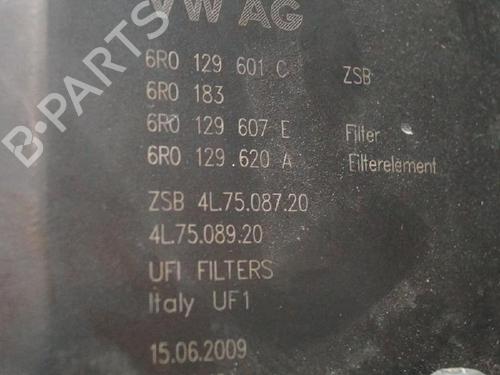 VW AG
6R0 129 601 C ZSB
6R0 183
6R0 129 607 E Filter
6R0 129.620 A Filterelement
ZSB 4L.75.087.20
4L.75.089.20
UFI FILTERS
Italy UF1
15.06.2009
B-PARTS